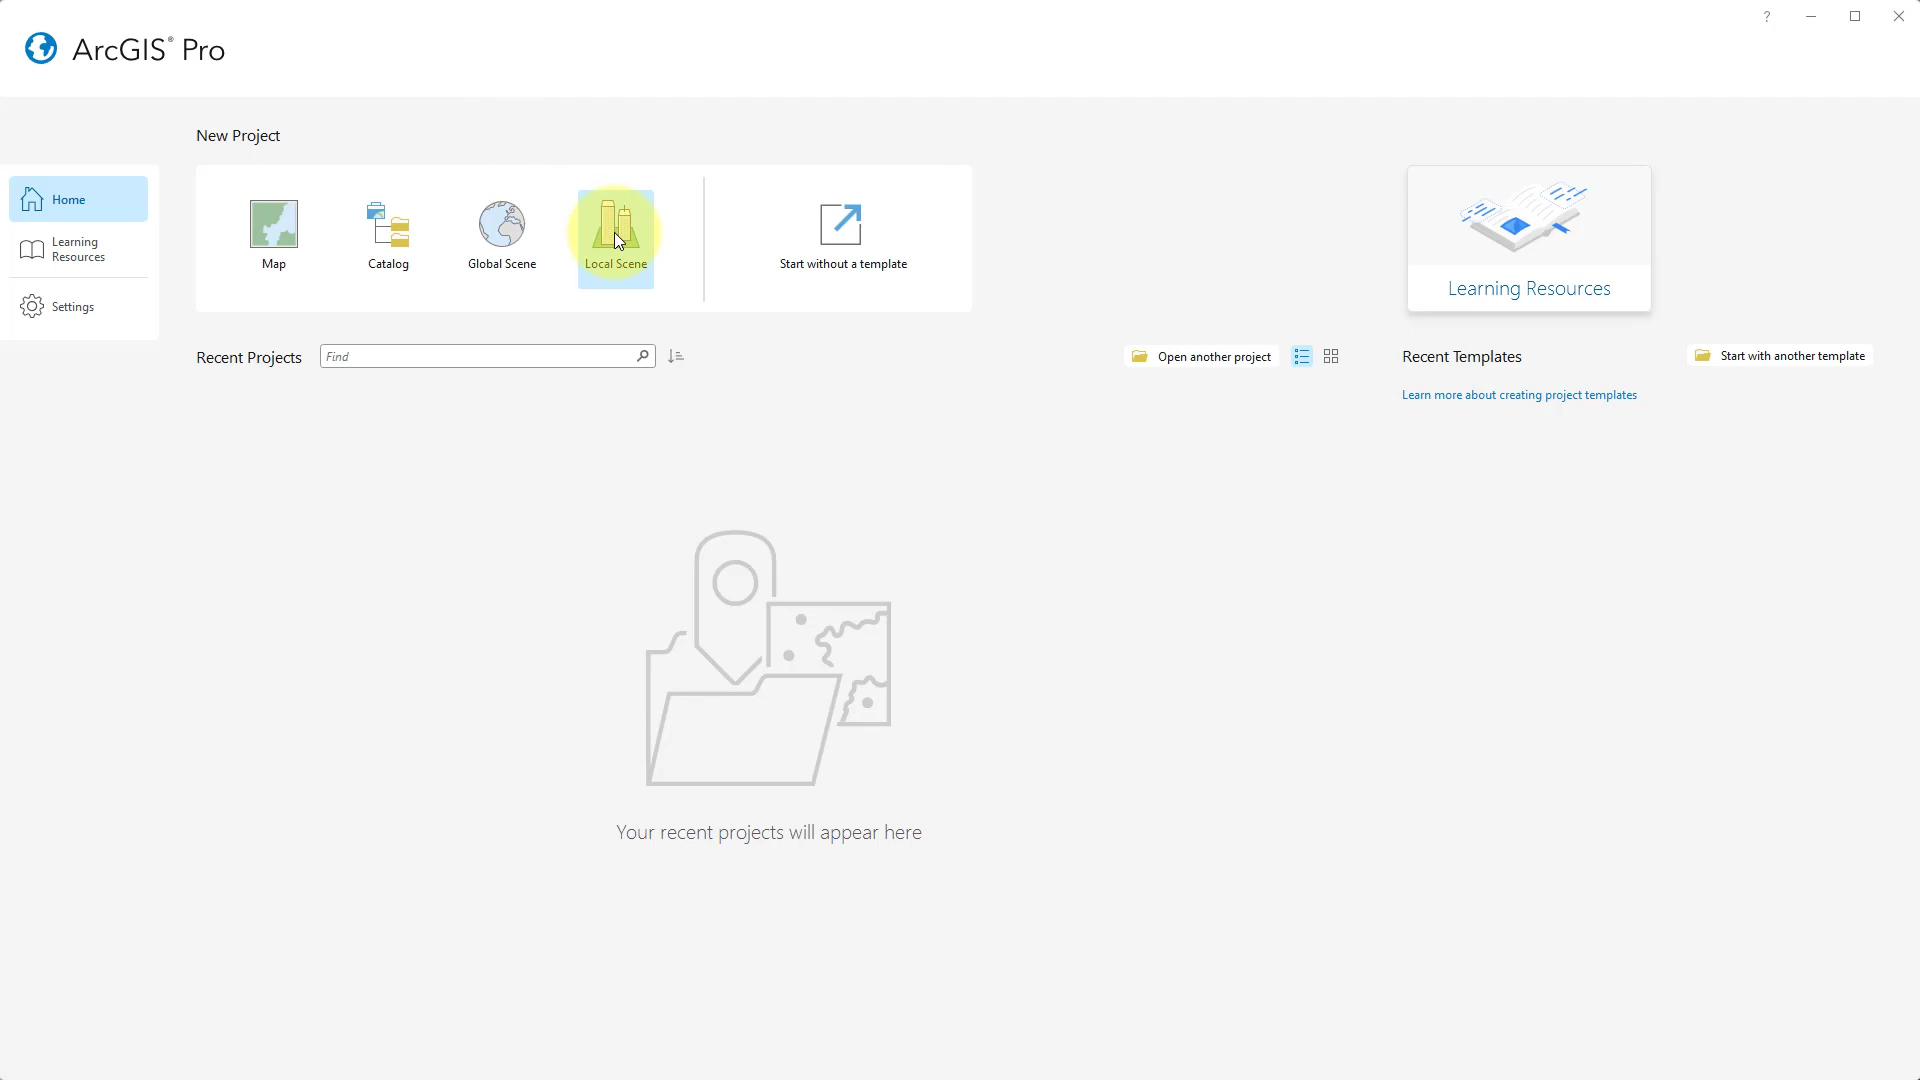 ?
ArcGIS® Pro
New Project
Home
Learning
Resources
Settings
Map
Catalog
Global Scene
Local Scene
Start without a template
Learning Resources
Recent Projects
Find
Open another project
Recent Templates
Start with another template
Learn more about creating project templates
Your recent projects will appear here